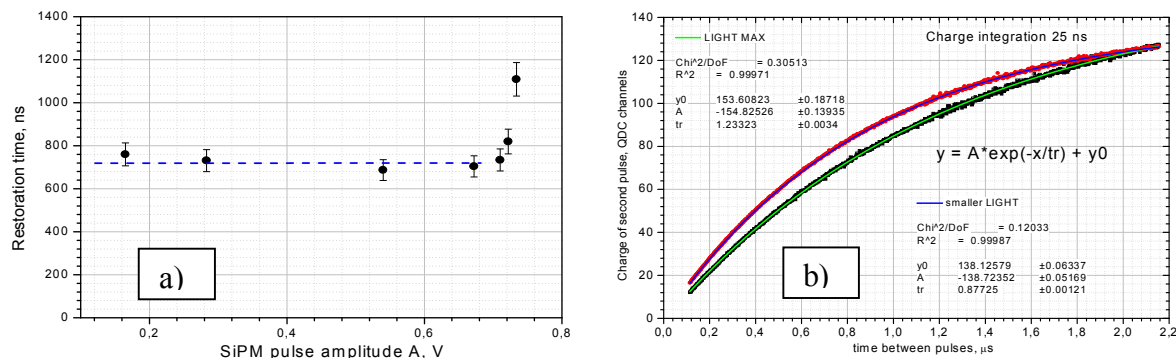 1400
1200
1000
800
600
400
200
0
Restoration time, ns
a)
0,2 0,4 0,6 0,8
SiPM pulse amplitude A, V
140
120
100
80
60
40
20
0
Charge of second pulse, QDC channels
LIGHT MAX
Chi^2/DoF = 0.30513
R^2 = 0.99971
y0 153.60823 ±0.18718
A -154.82526 ±0.13935
tr 1.23323 ±0.0034
Charge integration 25 ns
y = A*exp(-x/tr) + y0
smaller LIGHT
Chi^2/DoF = 0.12033
R^2 = 0.99987
y0 138.12579 ±0.06337
A -138.72352 ±0.05169
tr 0.87725 ±0.00121
b)
0,0 0,2 0,4 0,6 0,8 1,0 1,2 1,4 1,6 1,8 2,0 2,2
time between pulses, μs